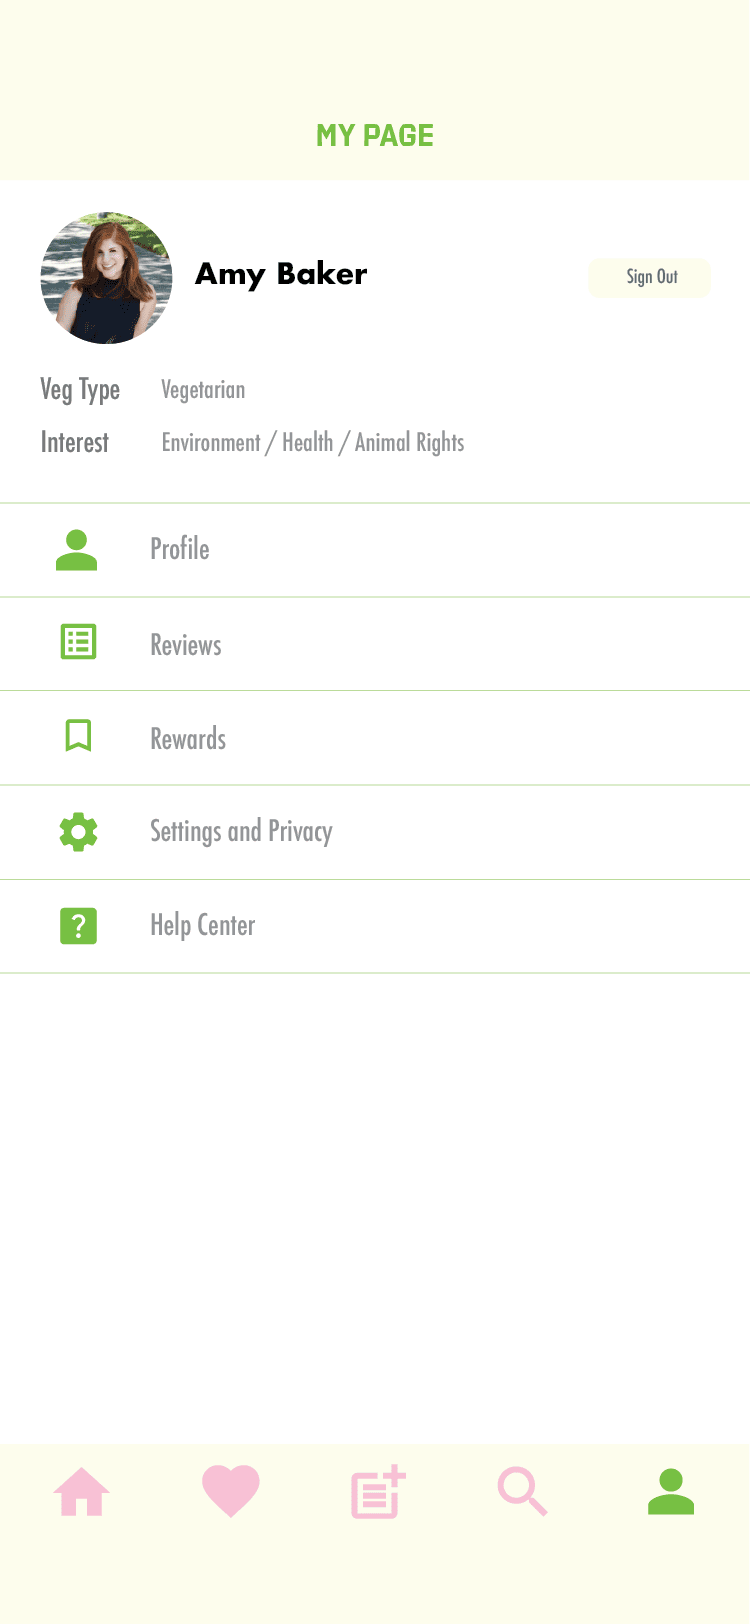 MY PAGE
Amy Baker
Sign Out
Veg Type Vegetarian
Interest Environment / Health / Animal Rights
Profile
Reviews
Rewards
Settings and Privacy
? Help Center